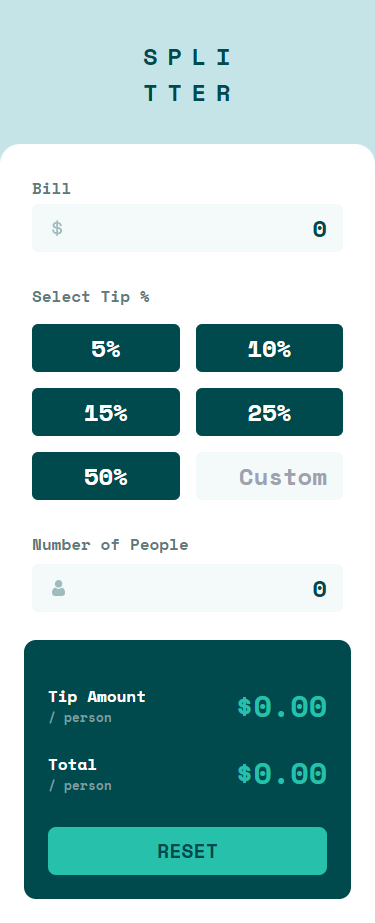 SPLI
TTER
Bill
$ 0
Select Tip %
5% 10%
15% 25%
50% Custom
Number of People
0
Tip Amount
/ person
$0.00
Total
/ person
$0.00
RESET